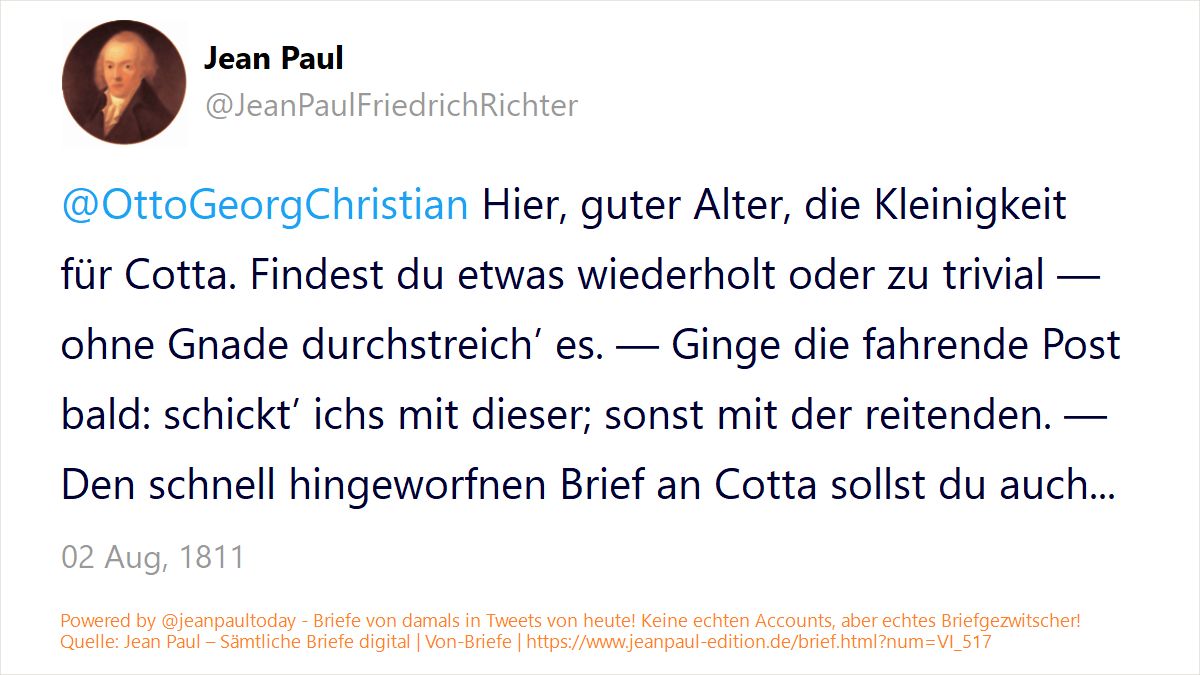 Jean Paul
@JeanPaulFriedrichRichter
@OttoGeorgChristian Hier, guter Alter, die Kleinigkeit
für Cotta. Findest du etwas wiederholt oder zu trivial —
ohne Gnade durchstreich’ es. — Ginge die fahrende Post
bald: schickt’ ichs mit dieser; sonst mit der reitenden. —
Den schnell hingeworfnen Brief an Cotta sollst du auch...
02 Aug, 1811
Powered by @jeanpaultoday - Briefe von damals in Tweets von heute! Keine echten Accounts, aber echtes Briefgezwitscher!
Quelle: Jean Paul – Sämtliche Briefe digital | Von-Briefe | https://www.jeanpaul-edition.de/brief.html?num=VI_517